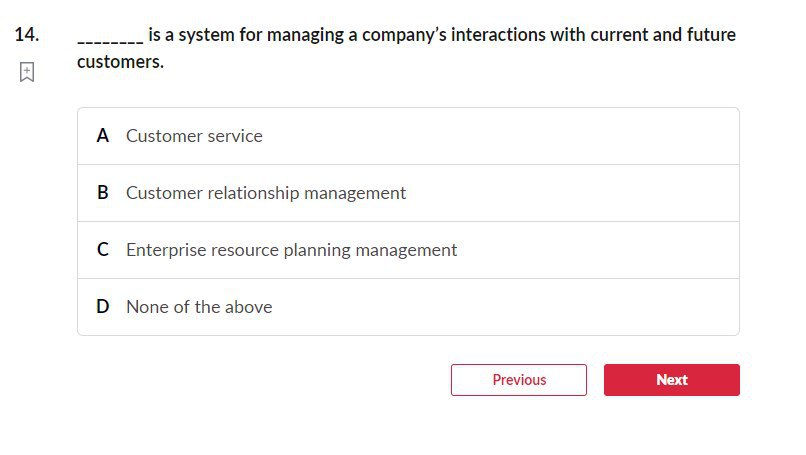 14. ________ is a system for managing a company’s interactions with current and future
customers.
A Customer service
B Customer relationship management
C Enterprise resource planning management
D None of the above
Previous Next